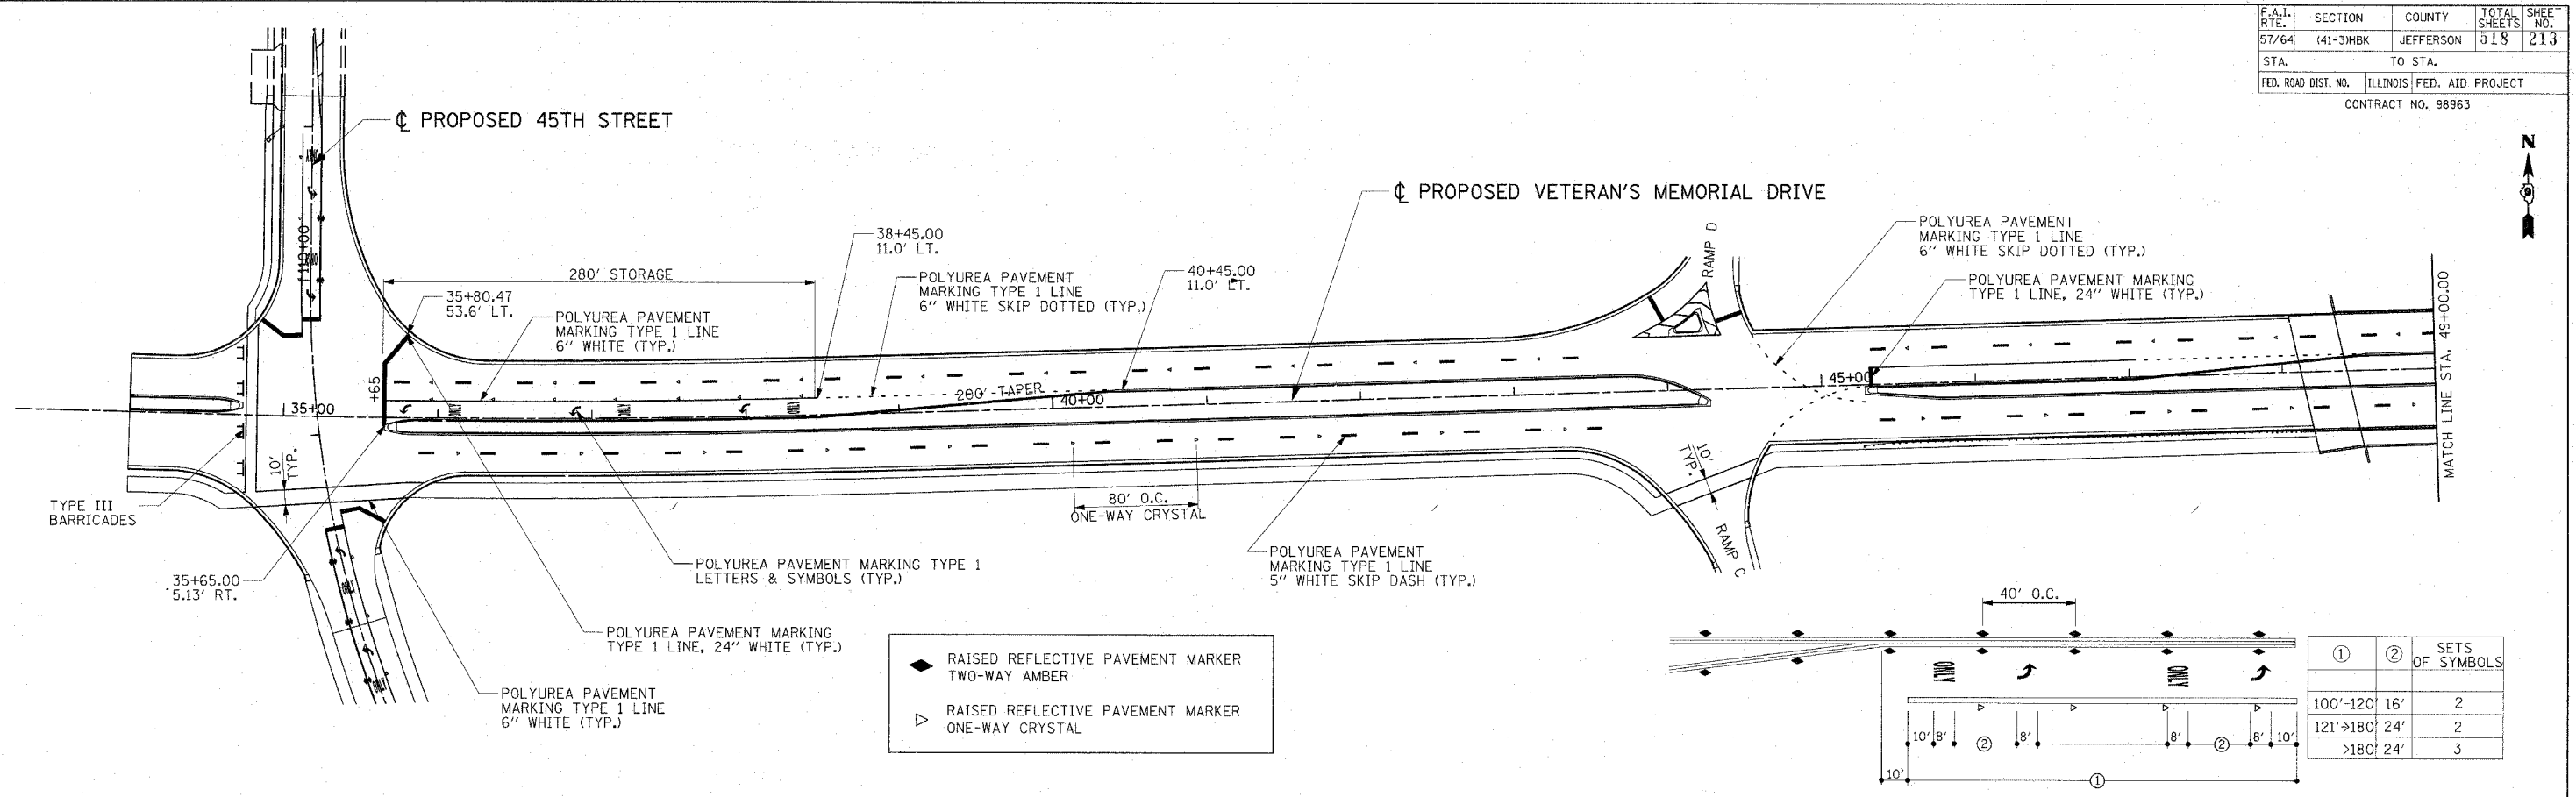 F.A.I. RTE. SECTION COUNTY TOTAL SHEETS SHEET NO.
57/64 (41-3)HBK JEFFERSON 518 213
STA. TO STA.
FED. ROAD DIST. NO. ILLINOIS FED. AID PROJECT
CONTRACT NO. 98963
N
℄ PROPOSED 45TH STREET
℄ PROPOSED VETERAN'S MEMORIAL DRIVE
110+00
ONLY
280' STORAGE
35+80.47
53.6' LT.
POLYUREA PAVEMENT
MARKING TYPE 1 LINE
6" WHITE (TYP.)
38+45.00
11.0' LT.
POLYUREA PAVEMENT
MARKING TYPE 1 LINE
6" WHITE SKIP DOTTED (TYP.)
40+45.00
11.0' LT.
RAMP D
POLYUREA PAVEMENT
MARKING TYPE 1 LINE
6" WHITE SKIP DOTTED (TYP.)
POLYUREA PAVEMENT MARKING
TYPE 1 LINE, 24" WHITE (TYP.)
MATCH LINE STA. 49+00.00
+65
35+00
ONLY
ONLY
ONLY
200' TAPER
40+00
45+00
10'
TYP.
10'
TYP.
80' O.C.
ONE-WAY CRYSTAL
TYPE III
BARRICADES
RAMP C
35+65.00
5.13' RT.
ONLY
ONLY
POLYUREA PAVEMENT MARKING TYPE 1
LETTERS & SYMBOLS (TYP.)
POLYUREA PAVEMENT
MARKING TYPE 1 LINE
5" WHITE SKIP DASH (TYP.)
POLYUREA PAVEMENT MARKING
TYPE 1 LINE, 24" WHITE (TYP.)
POLYUREA PAVEMENT
MARKING TYPE 1 LINE
6" WHITE (TYP.)
RAISED REFLECTIVE PAVEMENT MARKER
TWO-WAY AMBER
RAISED REFLECTIVE PAVEMENT MARKER
ONE-WAY CRYSTAL
40' O.C.
ONLY ONLY
10' 8' ② 8' 8' ② 8' 10'
10' ①
① ② SETS OF SYMBOLS
100'-120' 16' 2
121'→180' 24' 2
>180' 24' 3